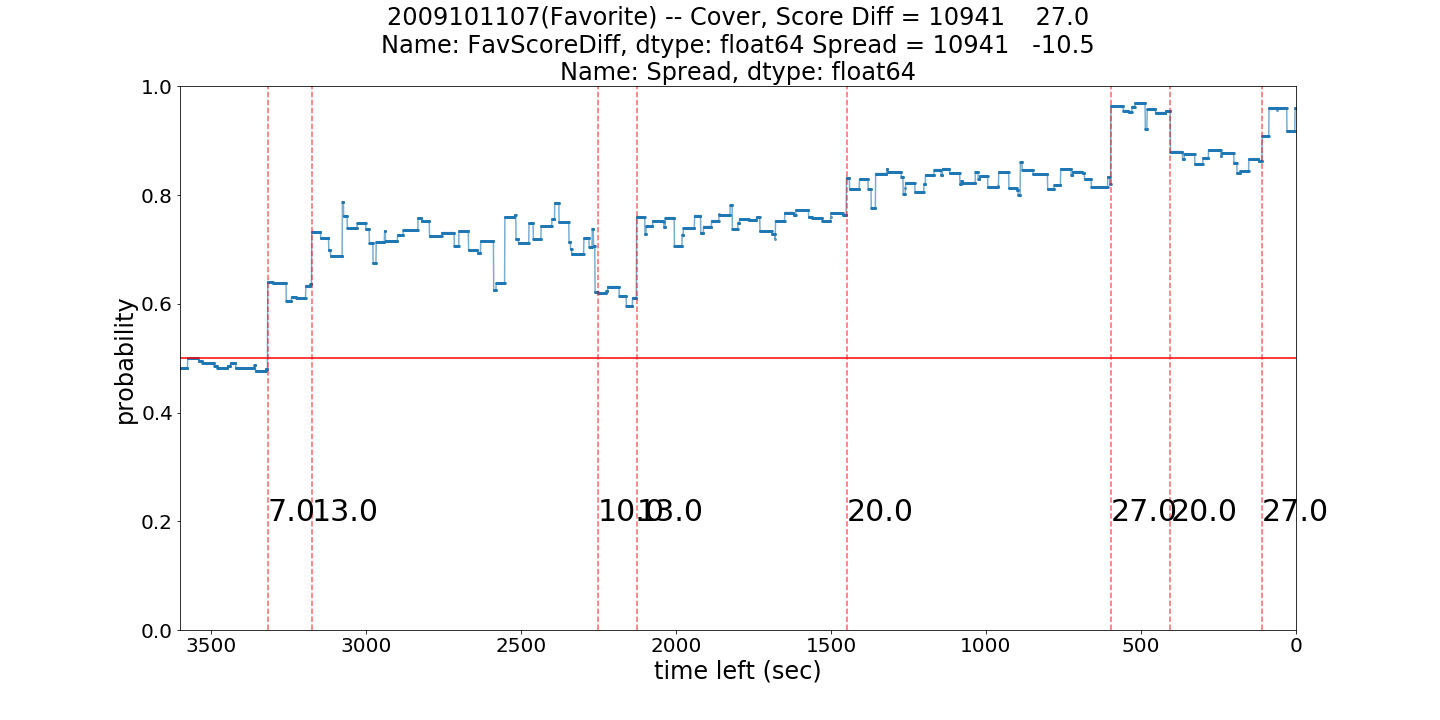 2009101107(Favorite) -- Cover, Score Diff = 10941    27.0
Name: FavScoreDiff, dtype: float64 Spread = 10941   -10.5
Name: Spread, dtype: float64
1.0
0.8
0.6
0.4
0.2
0.0
probability
7.0 13.0 10.0 13.0 20.0 27.0 20.0 27.0
3500 3000 2500 2000 1500 1000 500 0
time left (sec)